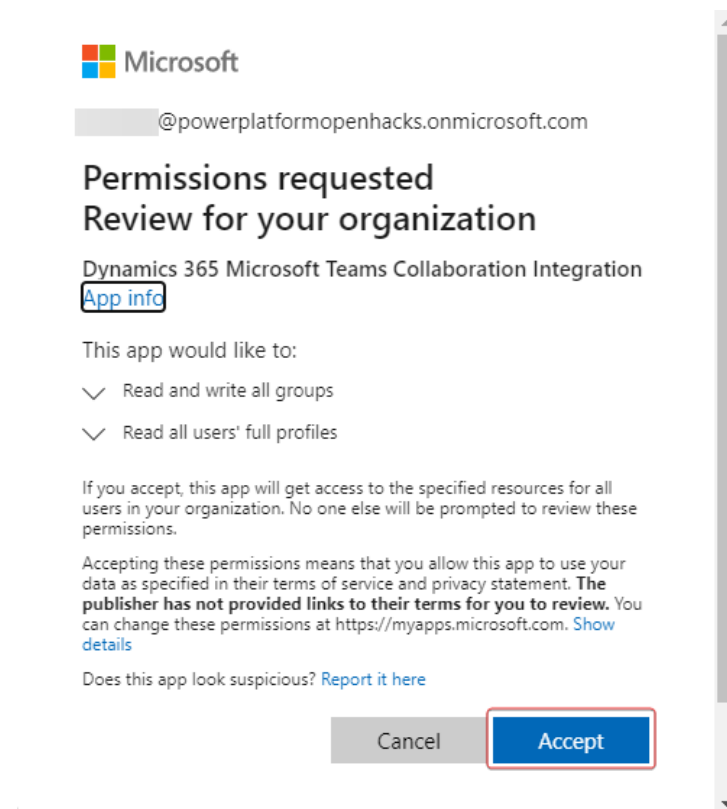 Microsoft
@powerplatformopenhacks.onmicrosoft.com
Permissions requested
Review for your organization
Dynamics 365 Microsoft Teams Collaboration Integration
App info
This app would like to:
Read and write all groups
Read all users' full profiles
If you accept, this app will get access to the specified resources for all
users in your organization. No one else will be prompted to review these
permissions.
Accepting these permissions means that you allow this app to use your
data as specified in their terms of service and privacy statement. The
publisher has not provided links to their terms for you to review. You
can change these permissions at https://myapps.microsoft.com. Show
details
Does this app look suspicious? Report it here
Cancel Accept